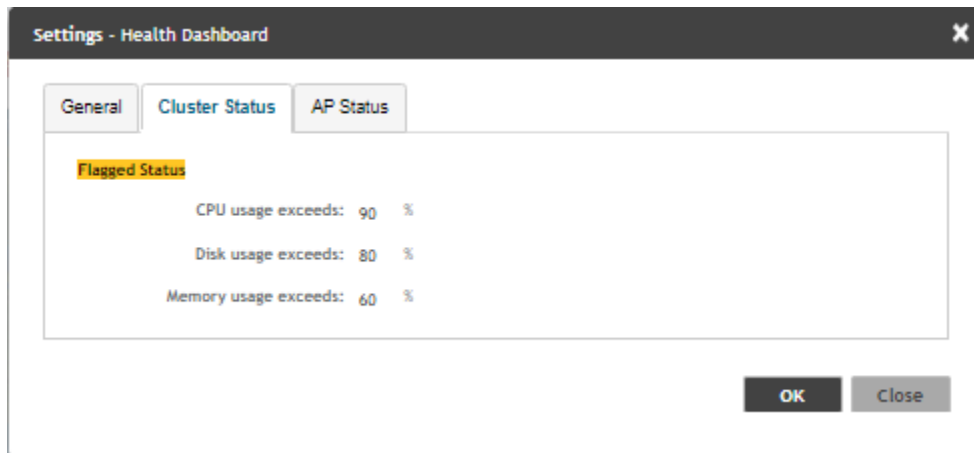 Settings - Health Dashboard
General Cluster Status AP Status
Flagged Status
CPU usage exceeds: 90 %
Disk usage exceeds: 80 %
Memory usage exceeds: 60 %
OK Close